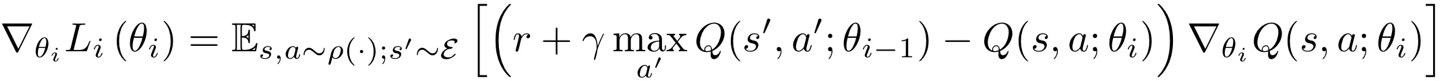 ∇_{θ_i} L_i (θ_i) = 𝔼_{s,a∼ρ(·);s′∼ℰ} [ ( r + γ max_{a′} Q(s′, a′; θ_{i−1}) − Q(s, a; θ_i) ) ∇_{θ_i} Q(s, a; θ_i) ]